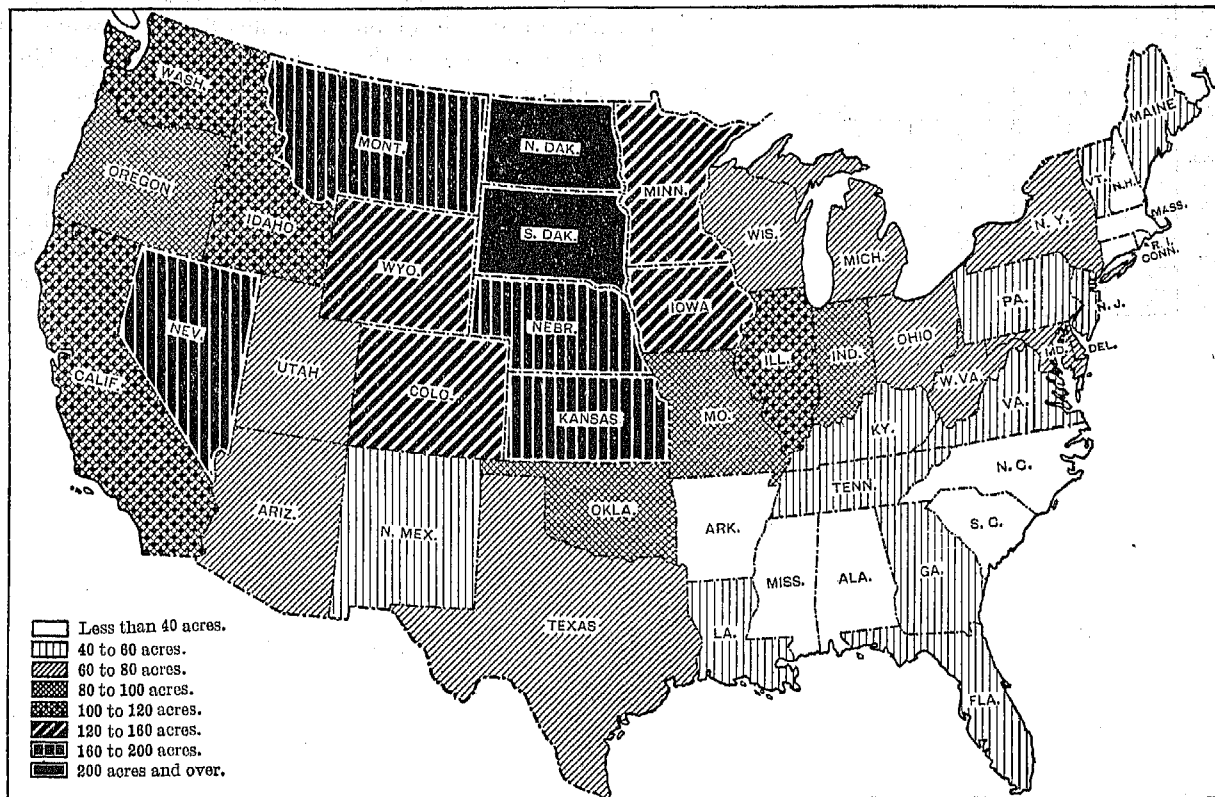 WASH.
MONT.
N. DAK.
MINN.
MAINE
VT.
N.H.
MASS.
R. I.
CONN.
OREGON
IDAHO
S. DAK.
WIS.
MICH.
N. Y.
WYO.
IOWA
PA.
N. J.
NEV.
NEBR.
ILL.
IND.
OHIO
MD.
DEL.
CALIF.
UTAH
COLO.
KANSAS
MO.
W. VA.
VA.
KY.
ARIZ.
N. MEX.
OKLA.
ARK.
TENN.
N. C.
S. C.
TEXAS
LA.
MISS.
ALA.
GA.
FLA.
Less than 40 acres.
40 to 60 acres.
60 to 80 acres.
80 to 100 acres.
100 to 120 acres.
120 to 160 acres.
160 to 200 acres.
200 acres and over.